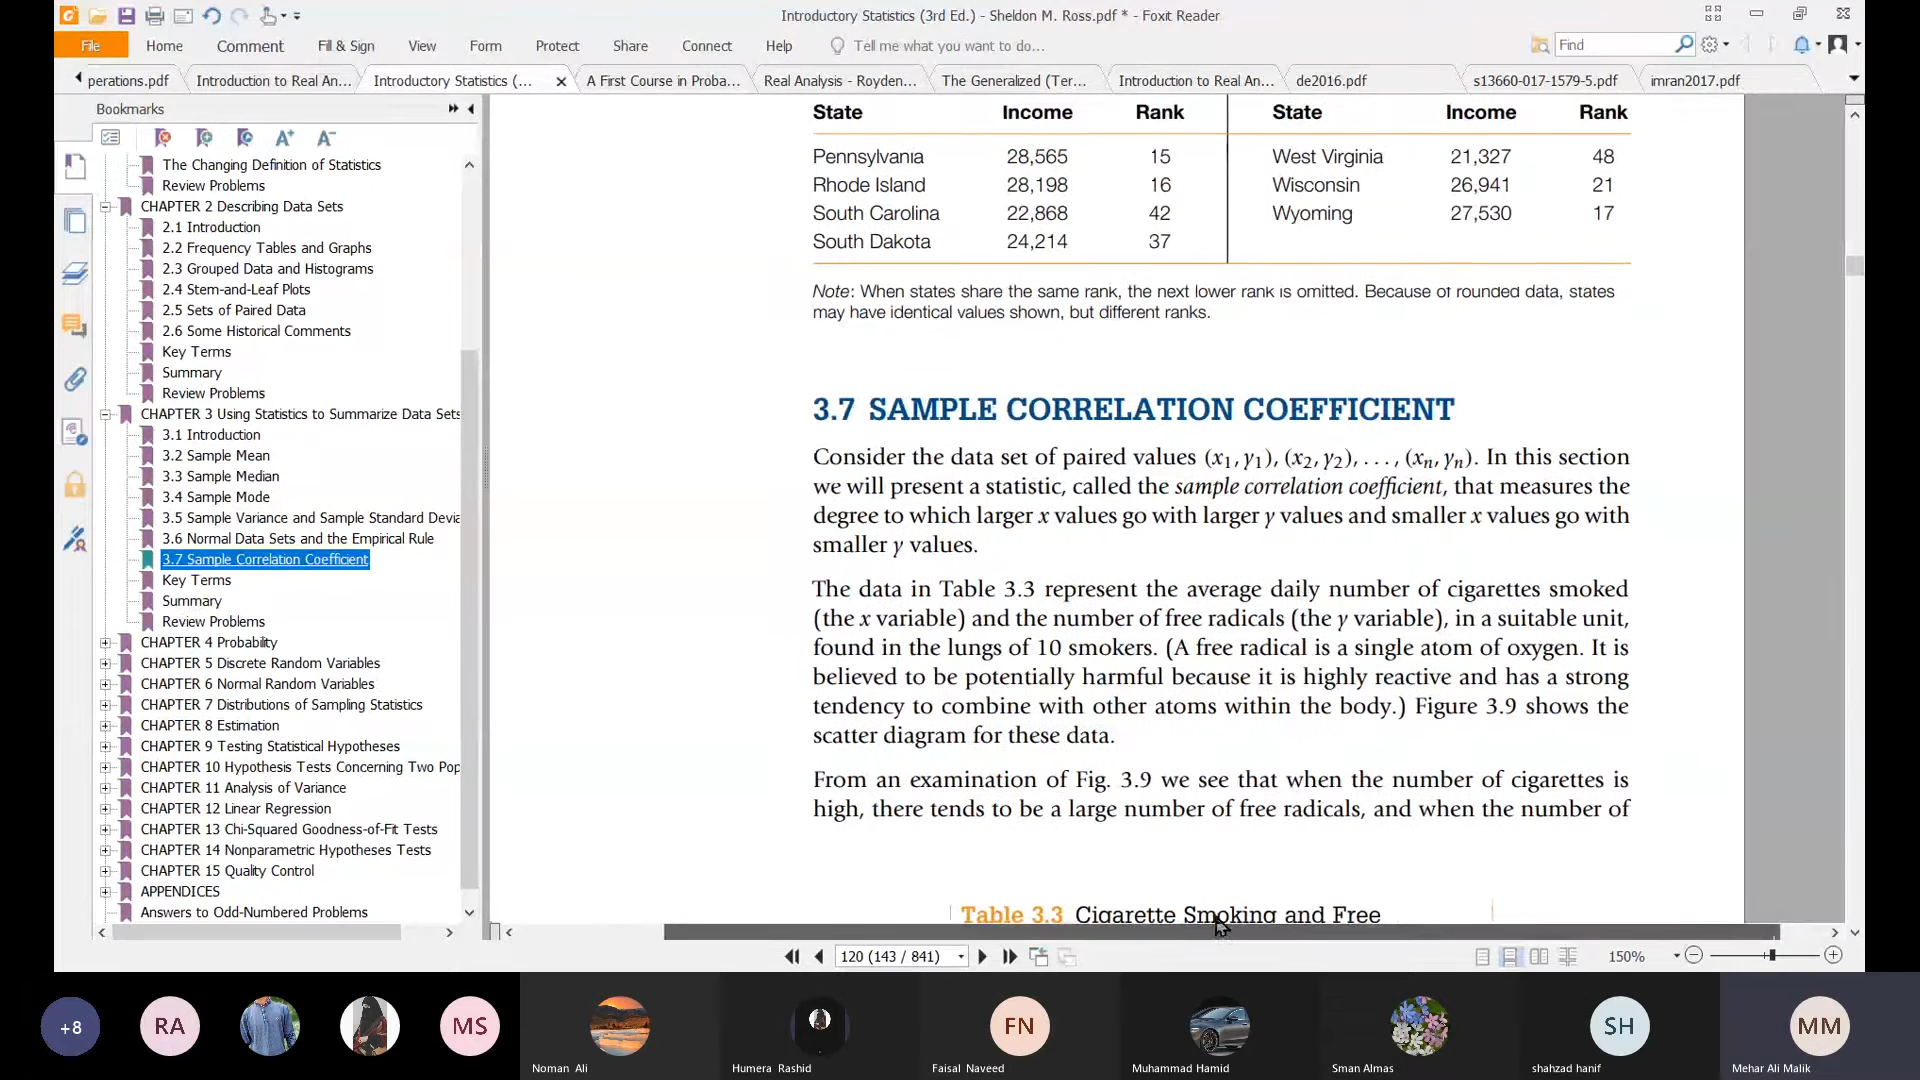 Introductory Statistics (3rd Ed.) - Sheldon M. Ross.pdf * - Foxit Reader
File Home Comment Fill & Sign View Form Protect Share Connect Help Tell me what you want to do... Find
perations.pdf Introduction to Real An... Introductory Statistics (... A First Course in Proba... Real Analysis - Royden... The Generalized (Ter... Introduction to Real An... de2016.pdf s13660-017-1579-5.pdf imran2017.pdf
Bookmarks
The Changing Definition of Statistics
Review Problems
CHAPTER 2 Describing Data Sets
2.1 Introduction
2.2 Frequency Tables and Graphs
2.3 Grouped Data and Histograms
2.4 Stem-and-Leaf Plots
2.5 Sets of Paired Data
2.6 Some Historical Comments
Key Terms
Summary
Review Problems
CHAPTER 3 Using Statistics to Summarize Data Sets
3.1 Introduction
3.2 Sample Mean
3.3 Sample Median
3.4 Sample Mode
3.5 Sample Variance and Sample Standard Devia
3.6 Normal Data Sets and the Empirical Rule
3.7 Sample Correlation Coefficient
Key Terms
Summary
Review Problems
CHAPTER 4 Probability
CHAPTER 5 Discrete Random Variables
CHAPTER 6 Normal Random Variables
CHAPTER 7 Distributions of Sampling Statistics
CHAPTER 8 Estimation
CHAPTER 9 Testing Statistical Hypotheses
CHAPTER 10 Hypothesis Tests Concerning Two Pop
CHAPTER 11 Analysis of Variance
CHAPTER 12 Linear Regression
CHAPTER 13 Chi-Squared Goodness-of-Fit Tests
CHAPTER 14 Nonparametric Hypotheses Tests
CHAPTER 15 Quality Control
APPENDICES
Answers to Odd-Numbered Problems
State Income Rank State Income Rank
Pennsylvania 28,565 15 West Virginia 21,327 48
Rhode Island 28,198 16 Wisconsin 26,941 21
South Carolina 22,868 42 Wyoming 27,530 17
South Dakota 24,214 37
Note: When states share the same rank, the next lower rank is omitted. Because of rounded data, states
may have identical values shown, but different ranks.
3.7 SAMPLE CORRELATION COEFFICIENT
Consider the data set of paired values (x1, y1), (x2, y2), . . . , (xn, yn). In this section
we will present a statistic, called the sample correlation coefficient, that measures the
degree to which larger x values go with larger y values and smaller x values go with
smaller y values.
The data in Table 3.3 represent the average daily number of cigarettes smoked
(the x variable) and the number of free radicals (the y variable), in a suitable unit,
found in the lungs of 10 smokers. (A free radical is a single atom of oxygen. It is
believed to be potentially harmful because it is highly reactive and has a strong
tendency to combine with other atoms within the body.) Figure 3.9 shows the
scatter diagram for these data.
From an examination of Fig. 3.9 we see that when the number of cigarettes is
high, there tends to be a large number of free radicals, and when the number of
Table 3.3 Cigarette Smoking and Free
120 (143 / 841) 150%
+8 RA MS FN SH MM
Noman Ali Humera Rashid Faisal Naveed Muhammad Hamid Sman Almas shahzad hanif Mehar Ali Malik